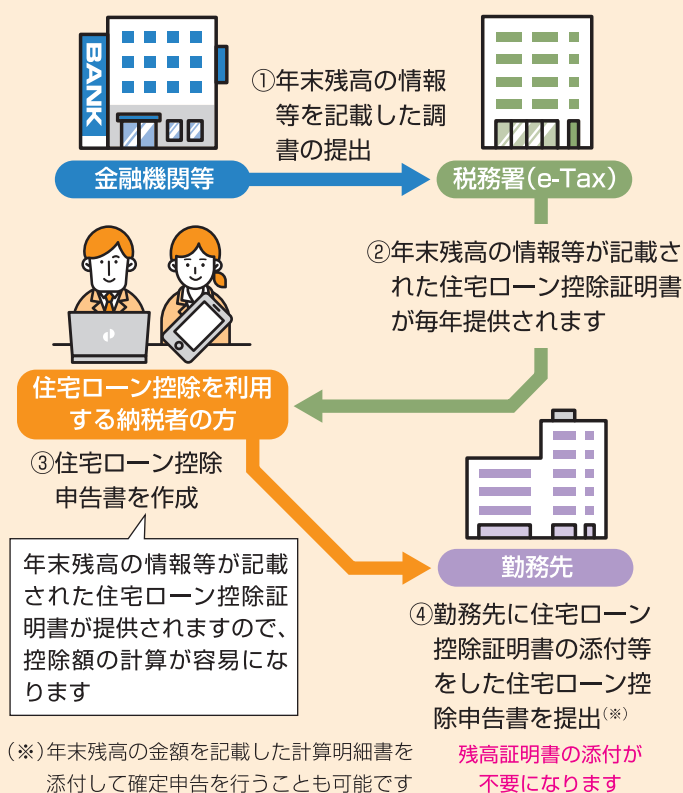 BANK
①年末残高の情報
等を記載した調
書の提出
金融機関等
税務署(e-Tax)
②年末残高の情報等が記載さ
れた住宅ローン控除証明書
が毎年提供されます
住宅ローン控除を利用
する納税者の方
③住宅ローン控除
申告書を作成
年末残高の情報等が記載
された住宅ローン控除証
明書が提供されますので、
控除額の計算が容易にな
ります
勤務先
④勤務先に住宅ローン
控除証明書の添付等
をした住宅ローン控
除申告書を提出(※)
残高証明書の添付が
不要になります
(※)年末残高の金額を記載した計算明細書を
添付して確定申告を行うことも可能です